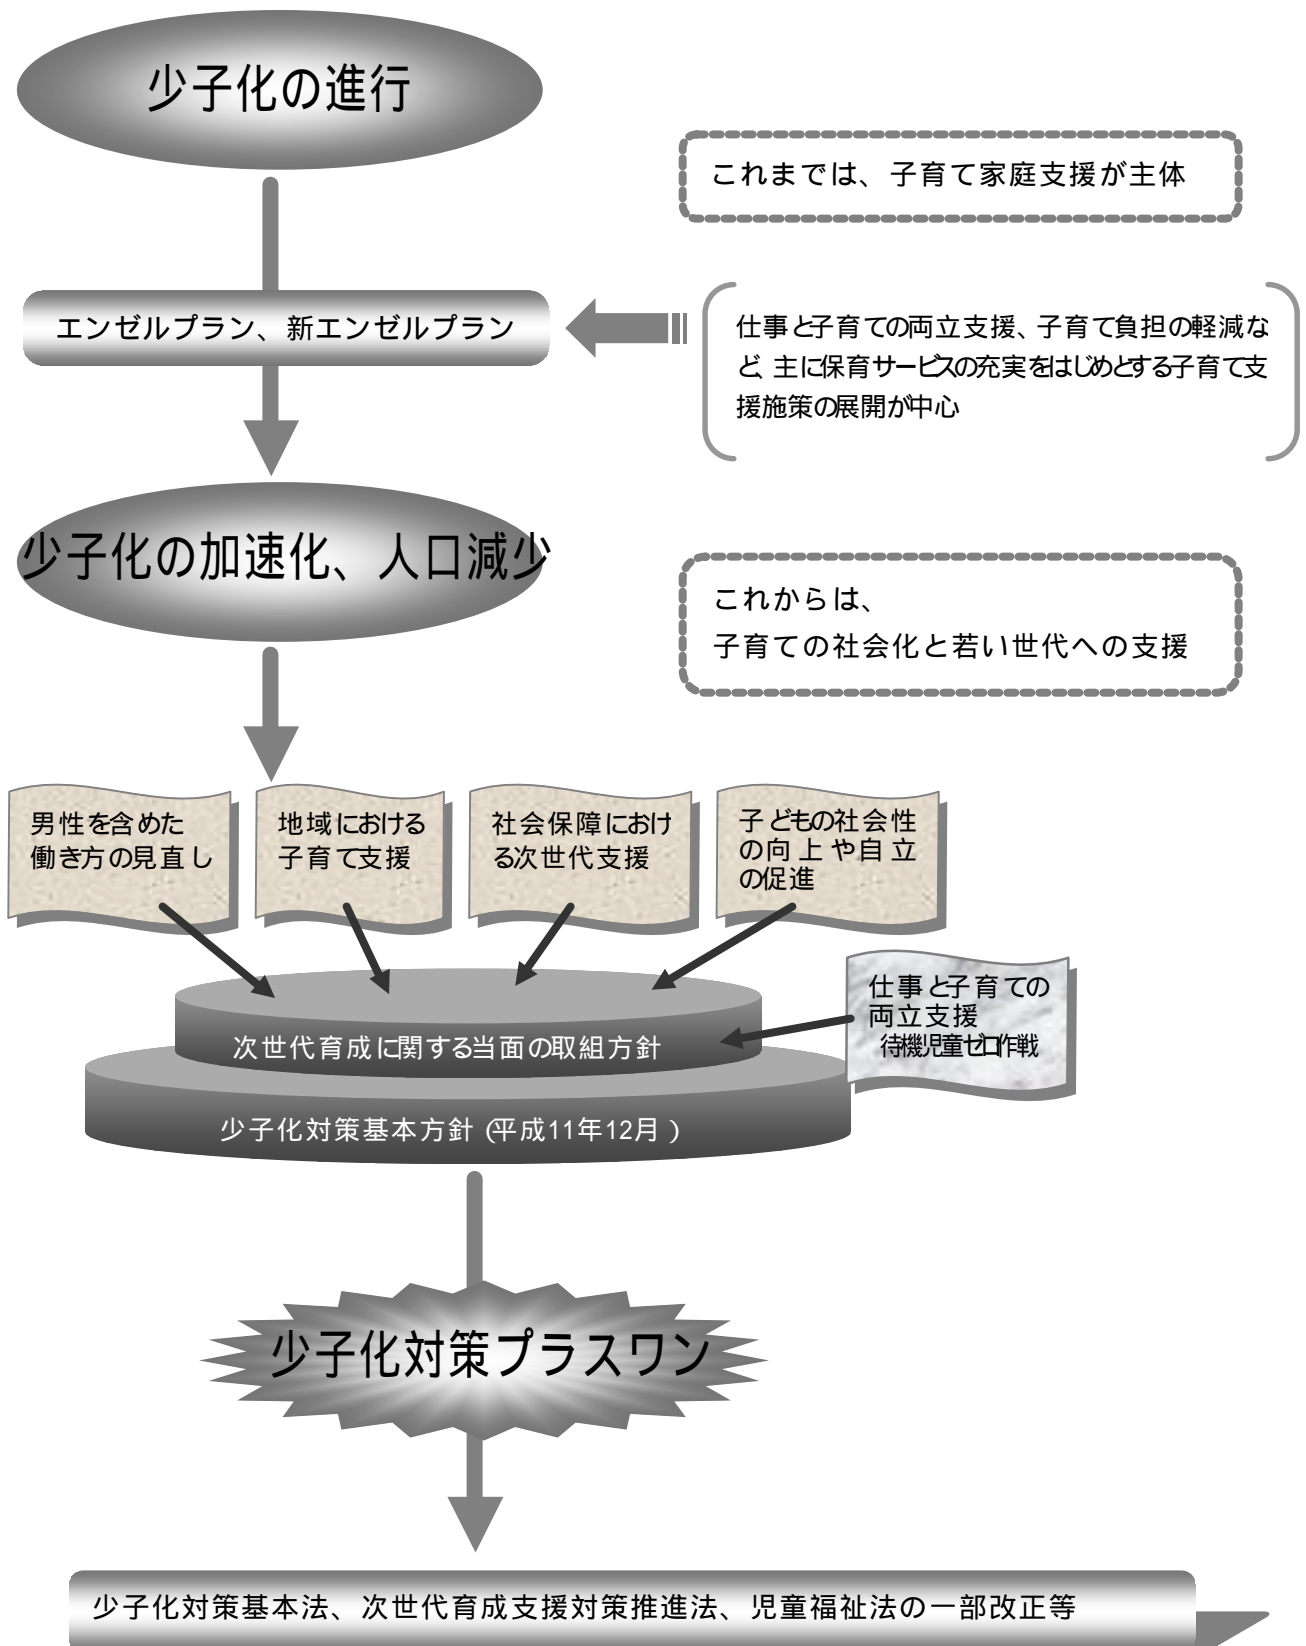 少子化の進行
これまでは、子育て家庭支援が主体
エンゼルプラン、新エンゼルプラン
仕事と子育ての両立支援、子育て負担の軽減な
ど、主に保育サービスの充実をはじめとする子育て支
援施策の展開が中心
少子化の加速化、人口減少
これからは、
子育ての社会化と若い世代への支援
男性を含めた
働き方の見直し
地域における
子育て支援
社会保障におけ
る次世代支援
子どもの社会性
の向上や自立
の促進
仕事と子育ての
両立支援
待機児童ゼロ作戦
次世代育成に関する当面の取組方針
少子化対策基本方針(平成11年12月)
少子化対策プラスワン
少子化対策基本法、次世代育成支援対策推進法、児童福祉法の一部改正等